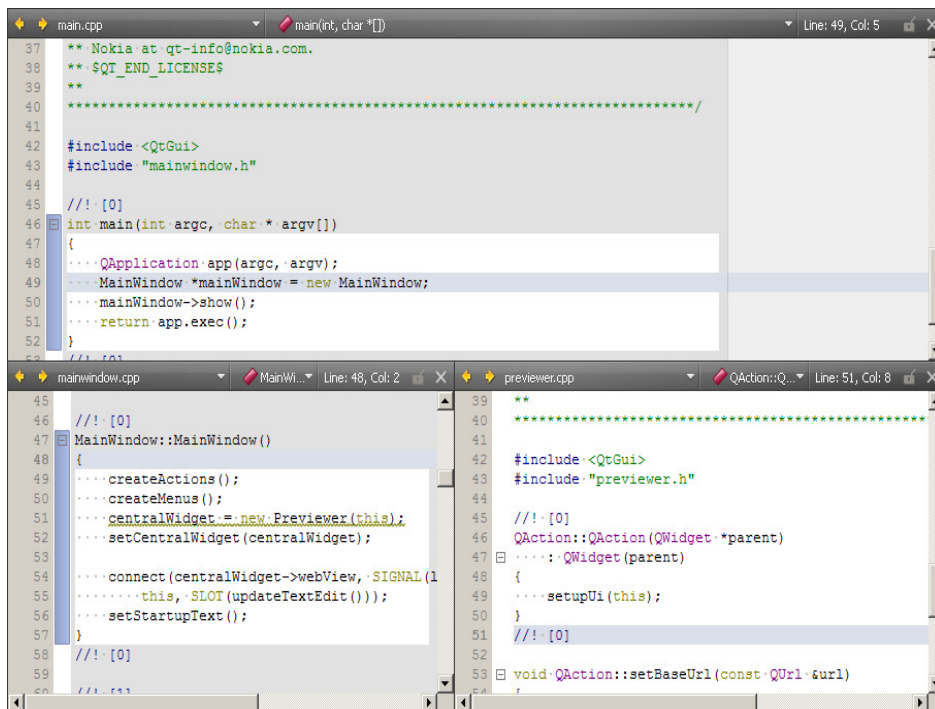 main.cpp main(int, char *[]) Line: 49, Col: 5
37 ** Nokia at qt-info@nokia.com.
38 ** $QT_END_LICENSE$
39 **
40 ******************************************************************************/
41
42 #include <QtGui>
43 #include "mainwindow.h"
44
45 //! [0]
46 int main(int argc, char * argv[])
47 {
48 QApplication app(argc, argv);
49 MainWindow *mainWindow = new MainWindow;
50 mainWindow->show();
51 return app.exec();
52 }
53 //! [0]
mainwindow.cpp MainWi... Line: 48, Col: 2
45
46 //! [0]
47 MainWindow::MainWindow()
48 {
49 createActions();
50 createMenus();
51 centralWidget = new Previewer(this);
52 setCentralWidget(centralWidget);
53
54 connect(centralWidget->webView, SIGNAL(l
55 this, SLOT(updateTextEdit()));
56 setStartupText();
57 }
58 //! [0]
59
60 //! [1]
previewer.cpp QAction::Q... Line: 51, Col: 8
39 **
40 ****************************************************
41
42 #include <QtGui>
43 #include "previewer.h"
44
45 //! [0]
46 QAction::QAction(QWidget *parent)
47 : QWidget(parent)
48 {
49 setupUi(this);
50 }
51 //! [0]
52
53 void QAction::setBaseUrl(const QUrl &url)
54 {